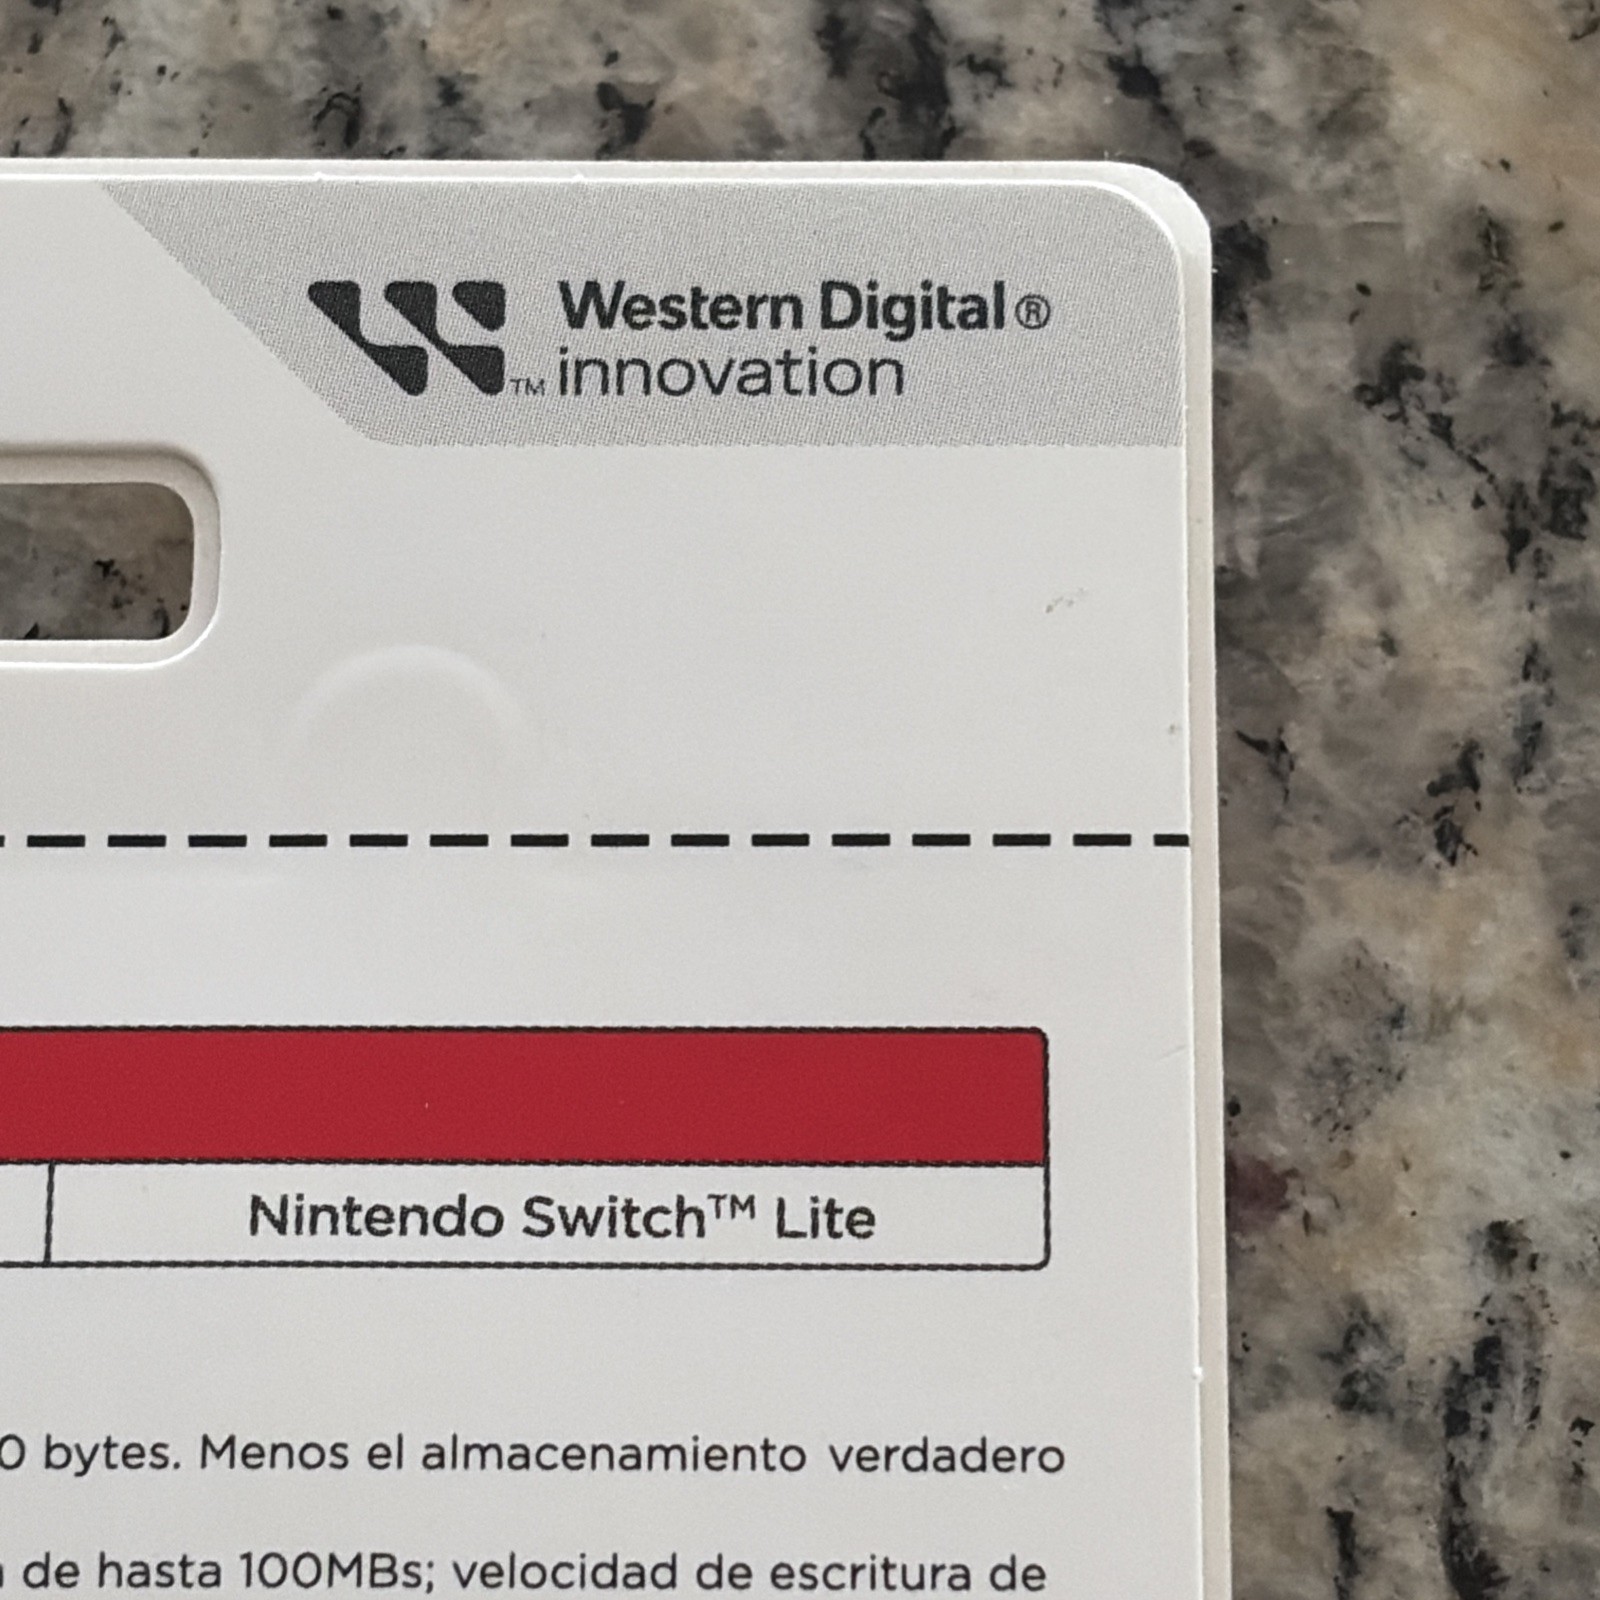 Western Digital®
™ innovation
Nintendo Switch™ Lite
0 bytes. Menos el almacenamiento verdadero
de hasta 100MBs; velocidad de escritura de